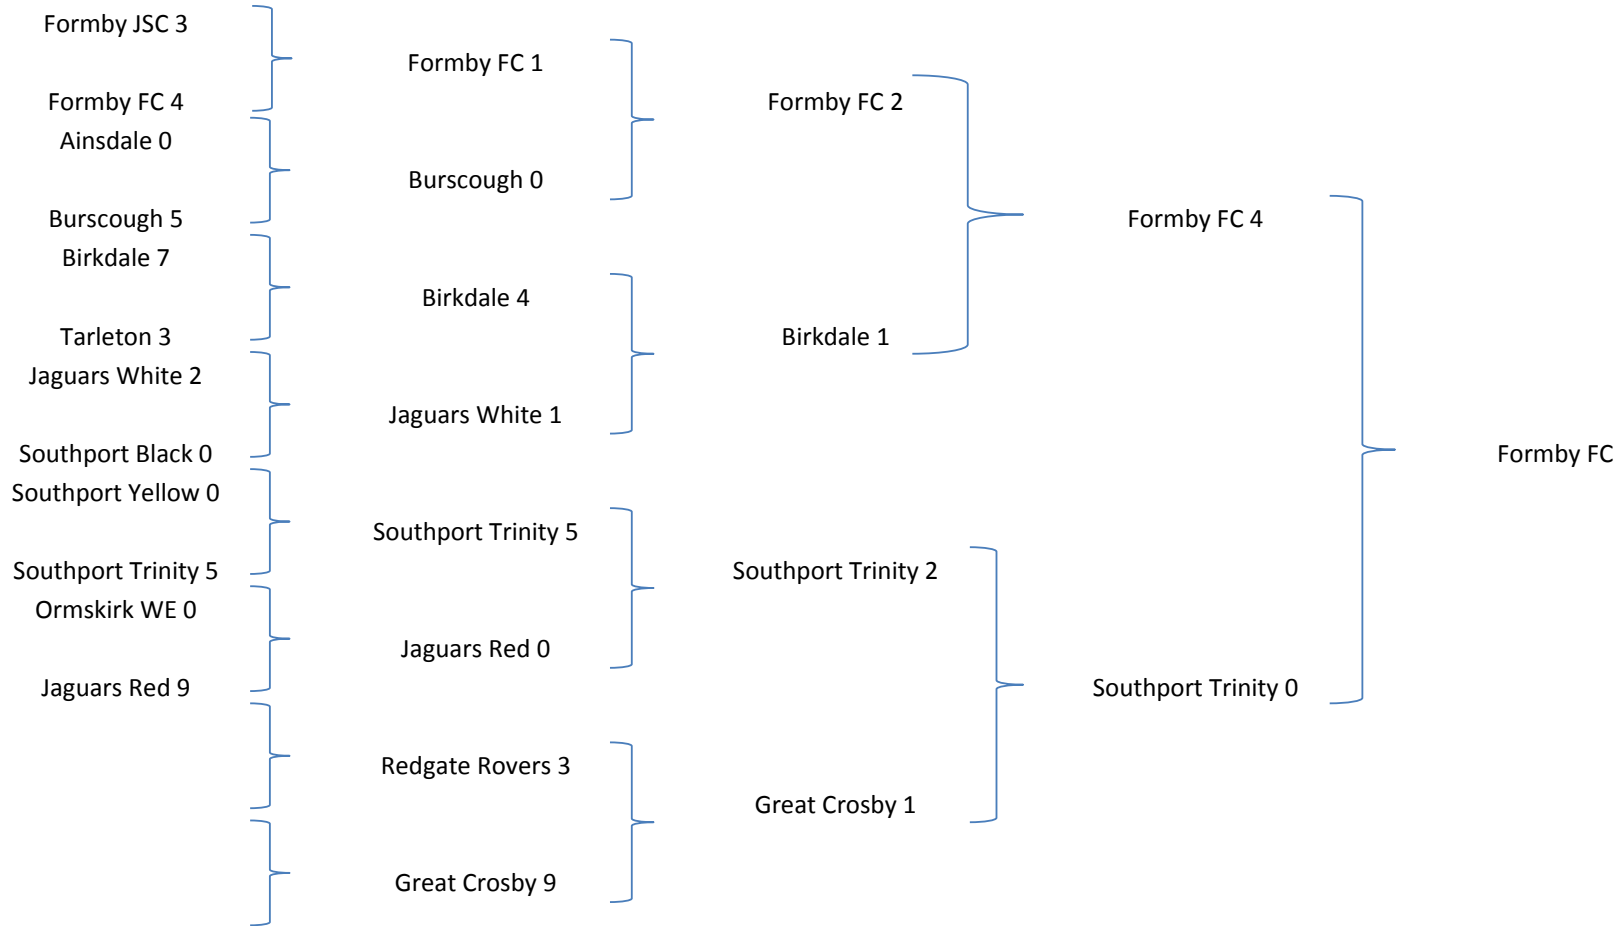 Formby JSC 3
Formby FC 4
Ainsdale 0
Burscough 5
Birkdale 7
Tarleton 3
Jaguars White 2
Southport Black 0
Southport Yellow 0
Southport Trinity 5
Ormskirk WE 0
Jaguars Red 9
Formby FC 1
Burscough 0
Birkdale 4
Jaguars White 1
Southport Trinity 5
Jaguars Red 0
Redgate Rovers 3
Great Crosby 9
Formby FC 2
Birkdale 1
Southport Trinity 2
Great Crosby 1
Formby FC 4
Southport Trinity 0
Formby FC